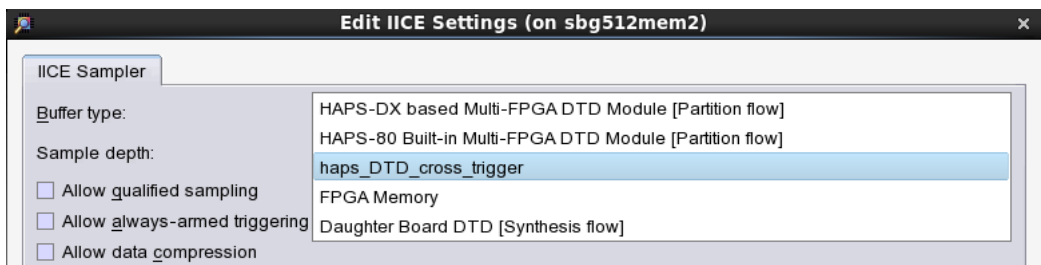 Edit IICE Settings (on sbg512mem2)
IICE Sampler
Buffer type:
HAPS-DX based Multi-FPGA DTD Module [Partition flow]
HAPS-80 Built-in Multi-FPGA DTD Module [Partition flow]
Sample depth:
haps_DTD_cross_trigger
Allow qualified sampling
FPGA Memory
Allow always-armed triggering
Daughter Board DTD [Synthesis flow]
Allow data compression